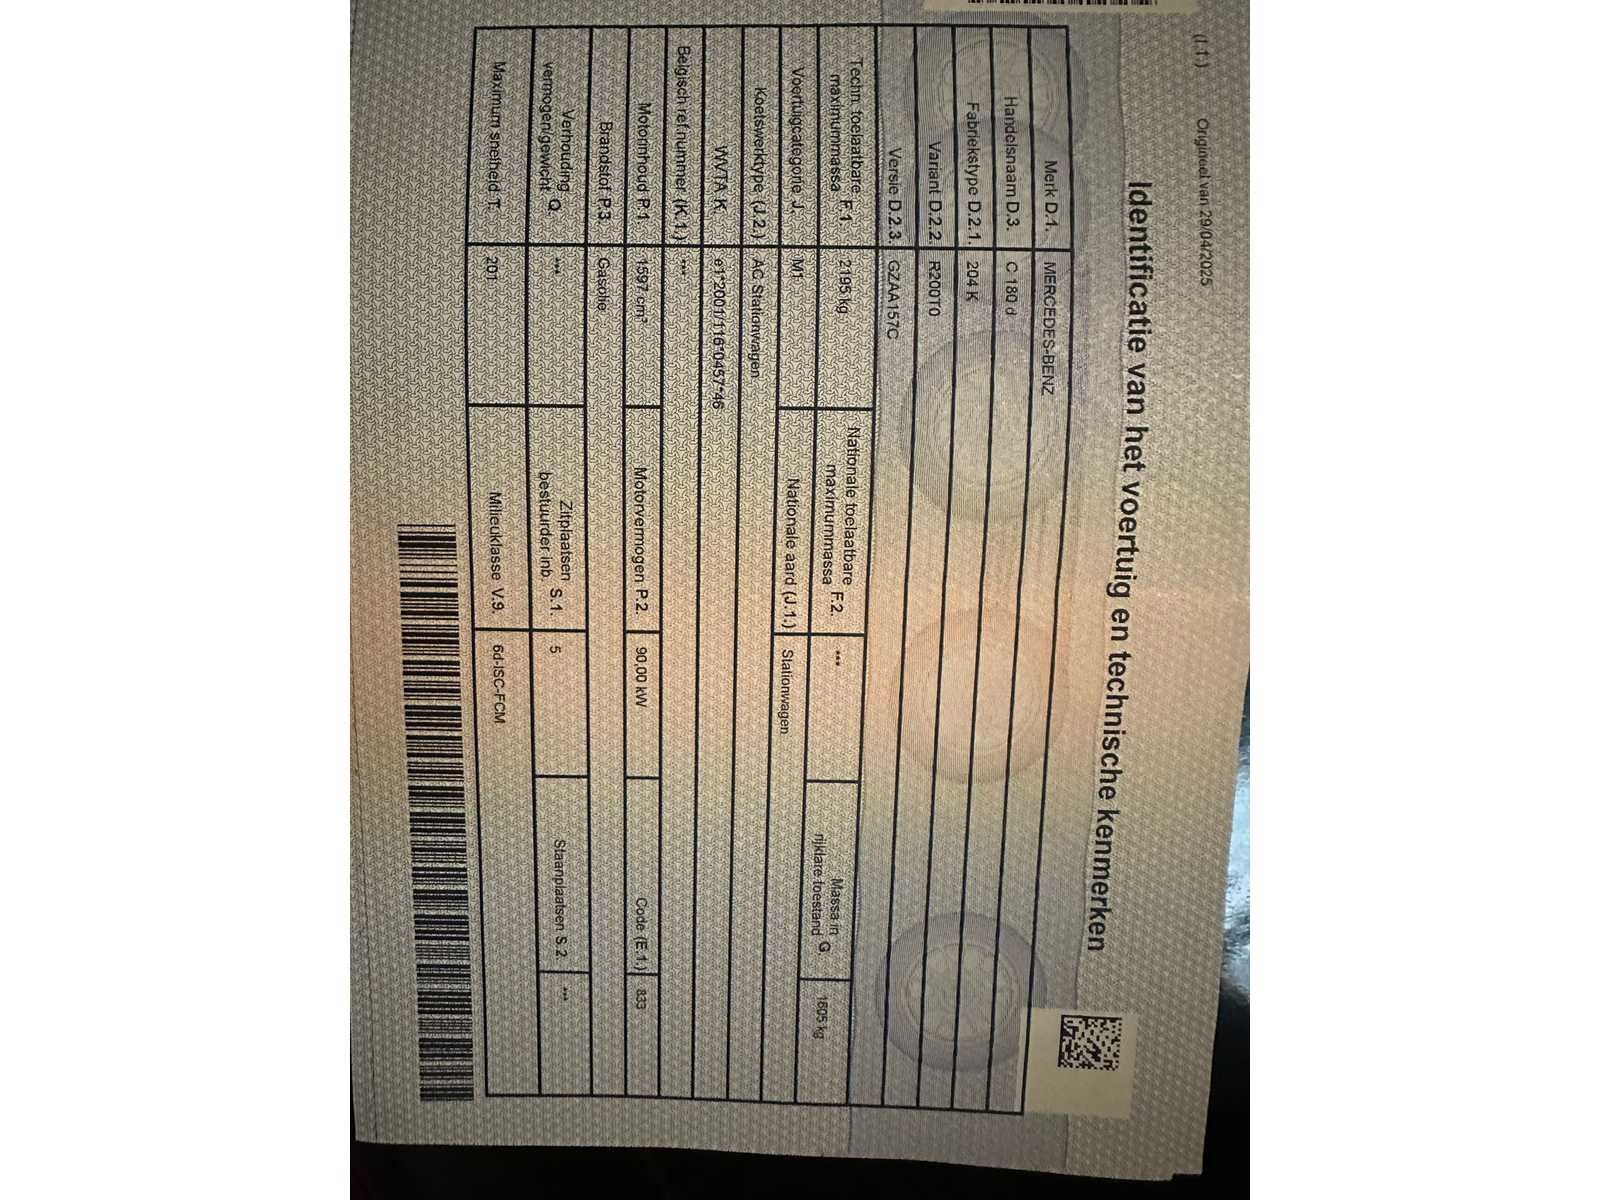 (I.1)
Origineel van 29/04/2025
Identificatie van het voertuig en technische kenmerken
Merk D.1. MERCEDES-BENZ
Handelsnaam D.3. C 180 d
Fabriekstype D.2.1. 204 K
Variant D.2.2. R200T0
Versie D.2.3. GZAA157C
Techn. toelaatbare maximummassa F.1. 2195 kg Nationale toelaatbare maximummassa F.2. *** Massa in rijklare toestand G. 1605 kg
Voertuigcategorie J. M1 Nationale aard (J.1.) Stationwagen
Koetswerktype (J.2.) AC Stationwagen
WVTA K. e1*2001/116*0457*46
Belgisch ref.nummer (K.1.) ***
Motorinhoud P.1. 1597 cm³ Motorvermogen P.2. 90,00 kW Code (E.1.) 833
Brandstof P.3. Gasolie
Verhouding vermogen/gewicht Q. *** Zitplaatsen bestuurder inb. S.1. 5 Staanplaatsen S.2. ***
Maximum snelheid T. 201 Milieuklasse V.9. 6d-ISC-FCM